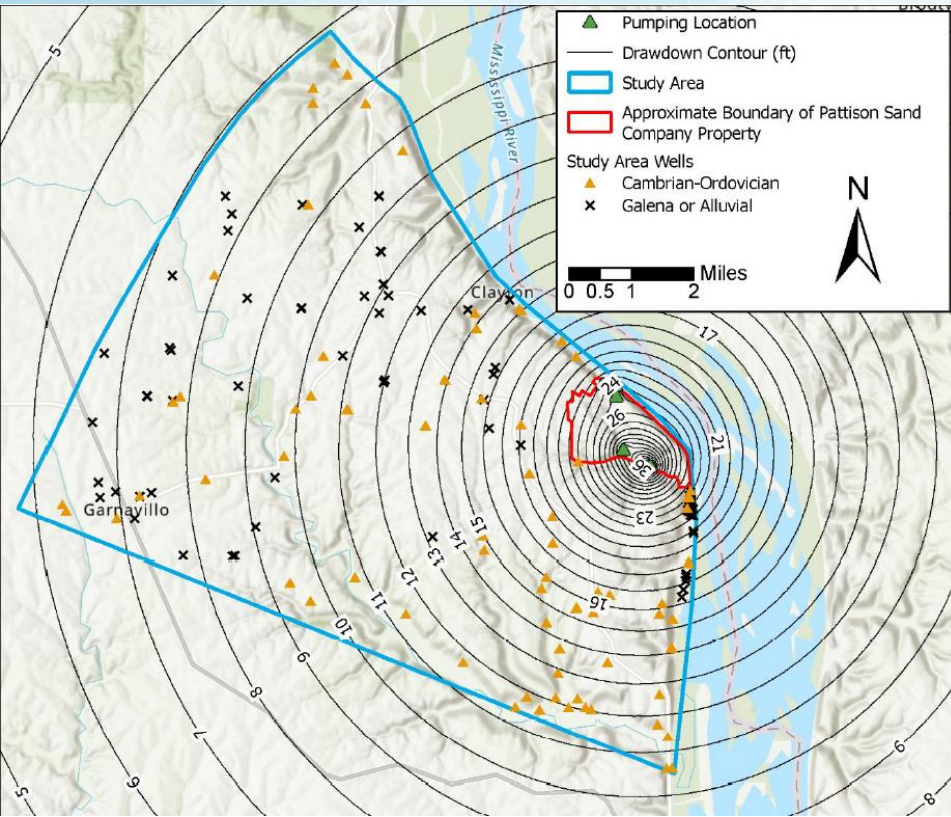 Pumping Location
Drawdown Contour (ft)
Study Area
Approximate Boundary of Pattison Sand
Company Property
Study Area Wells
Cambrian-Ordovician
Galena or Alluvial
N
Miles
0 0.5 1 2
Mississippi River
5
Clayton
17
24
26
21
36
23
Garnavillo
15
14
13
12
16
11
10
9
8
7
6
5
9
8